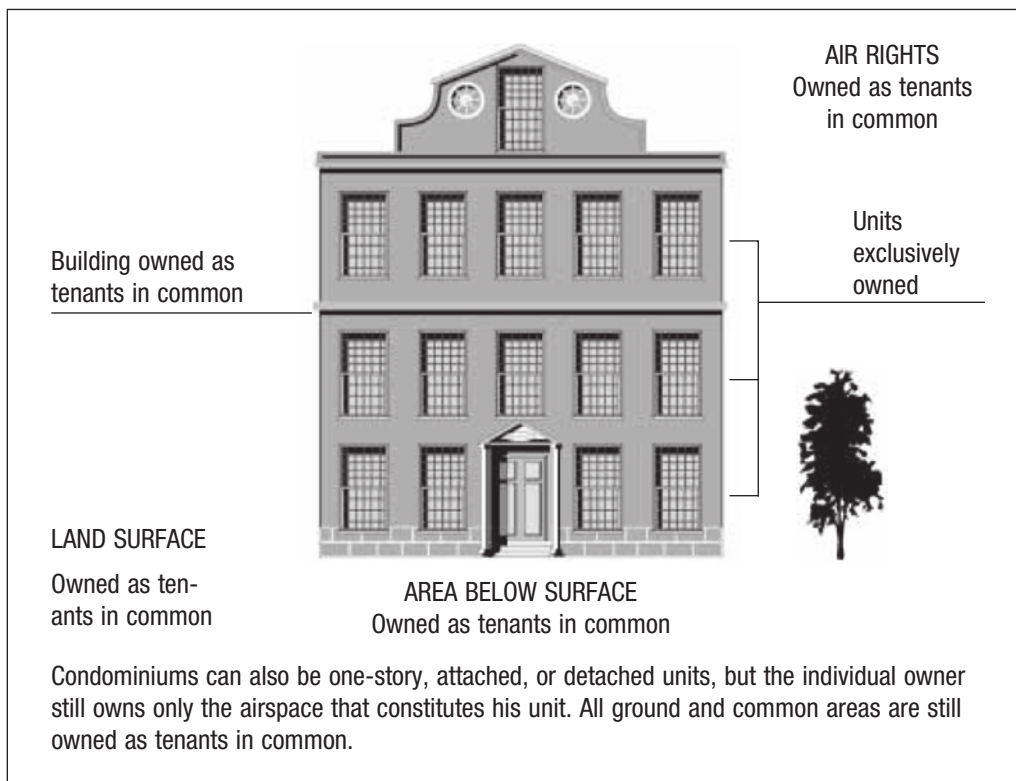 AIR RIGHTS
Owned as tenants
in common
Units
exclusively
owned
Building owned as
tenants in common
LAND SURFACE
Owned as ten-
ants in common
AREA BELOW SURFACE
Owned as tenants in common
Condominiums can also be one-story, attached, or detached units, but the individual owner
still owns only the airspace that constitutes his unit. All ground and common areas are still
owned as tenants in common.